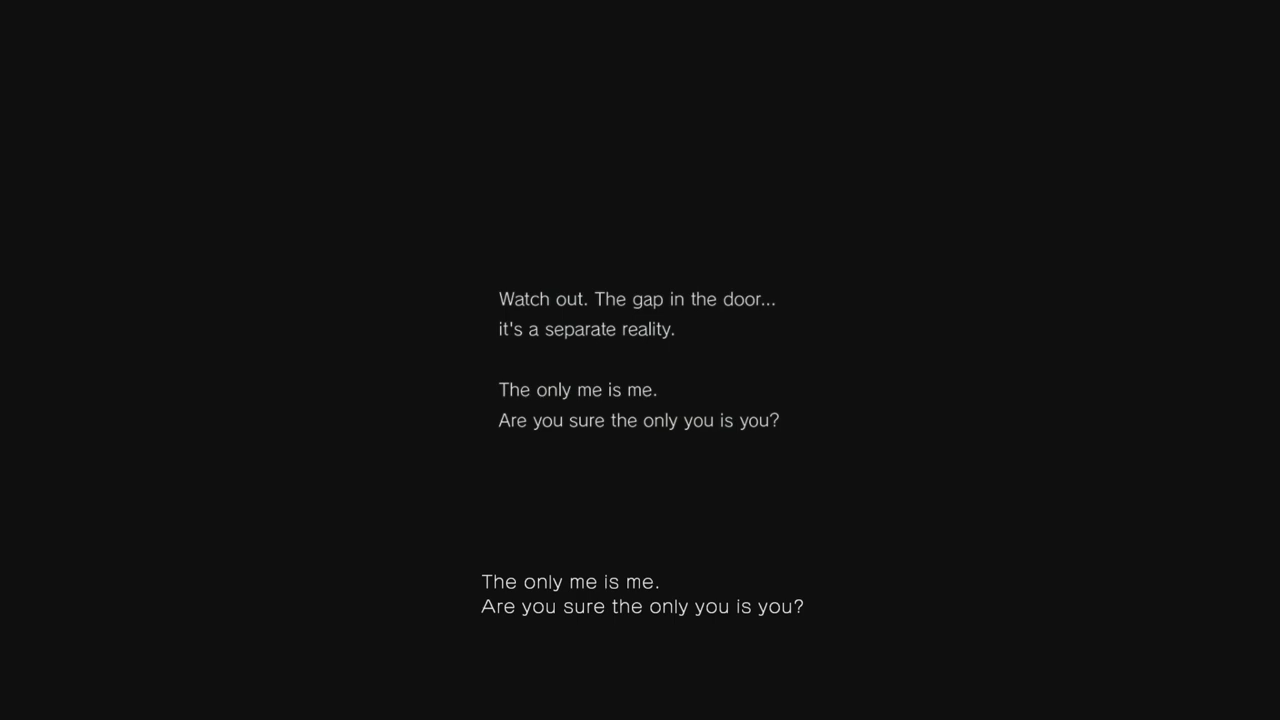 Watch out. The gap in the door...
it's a separate reality.
The only me is me.
Are you sure the only you is you?
The only me is me.
Are you sure the only you is you?